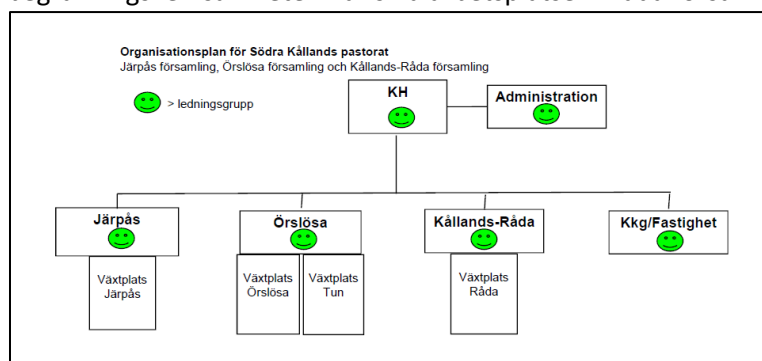 Organisationsplan för Södra Kållands pastorat
Järpås församling, Örslösa församling och Kållands-Råda församling
> ledningsgrupp
KH
Administration
Järpås
Örslösa
Kållands-Råda
Kkg/Fastighet
Växtplats
Järpås
Växtplats
Örslösa
Växtplats
Tun
Växtplats
Råda